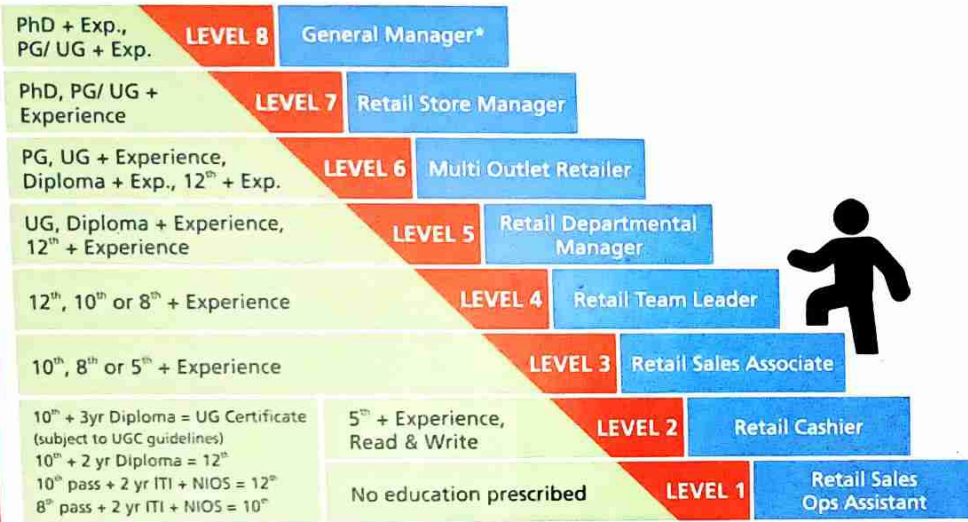 PhD + Exp.,
PG/ UG + Exp.
LEVEL 8
General Manager*
PhD, PG/ UG +
Experience
LEVEL 7
Retail Store Manager
PG, UG + Experience,
Diploma + Exp., 12th + Exp.
LEVEL 6
Multi Outlet Retailer
UG, Diploma + Experience,
12th + Experience
LEVEL 5
Retail Departmental
Manager
12th, 10th or 8th + Experience
LEVEL 4
Retail Team Leader
10th, 8th or 5th + Experience
LEVEL 3
Retail Sales Associate
10th + 3yr Diploma = UG Certificate
(subject to UGC guidelines)
10th + 2 yr Diploma = 12th
10th pass + 2 yr ITI + NIOS = 12th
8th pass + 2 yr ITI + NIOS = 10th
5th + Experience,
Read & Write
LEVEL 2
Retail Cashier
No education prescribed
LEVEL 1
Retail Sales
Ops Assistant